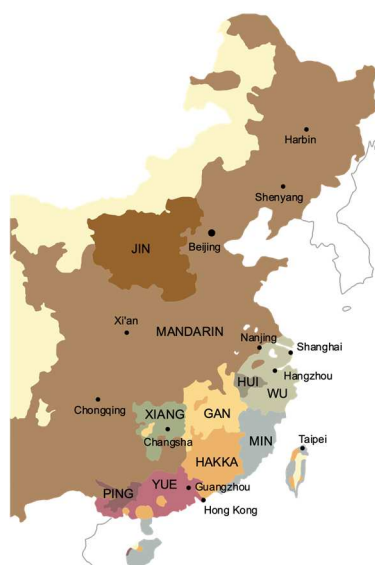 Harbin
Shenyang
Beijing
JIN
Xi'an
MANDARIN
Nanjing
Shanghai
HUI
Hangzhou
WU
Chongqing
XIANG
GAN
Changsha
MIN
Taipei
HAKKA
YUE
PING
Guangzhou
Hong Kong